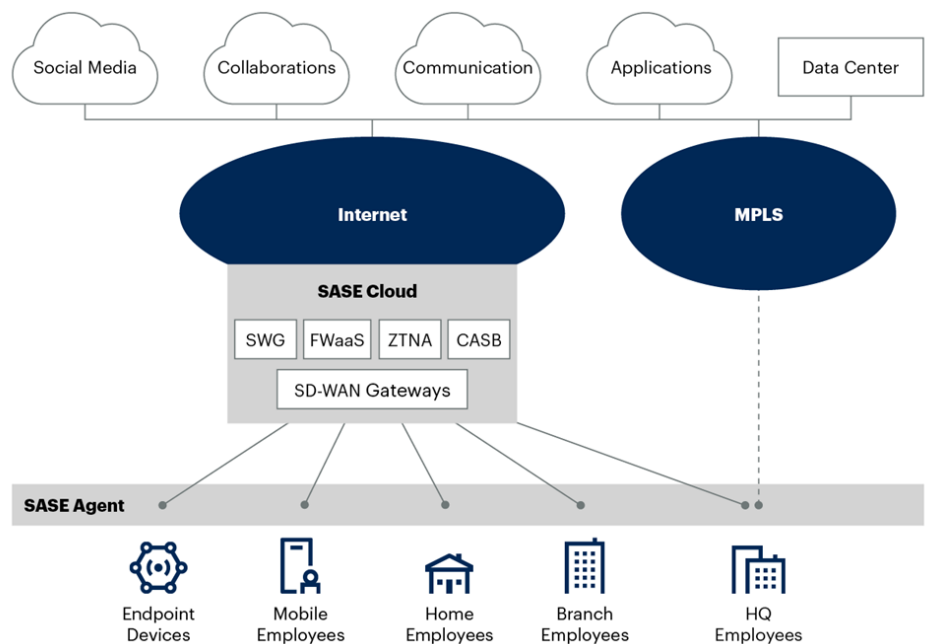 Social Media
Collaborations
Communication
Applications
Data Center
Internet
MPLS
SASE Cloud
SWG
FWaaS
ZTNA
CASB
SD-WAN Gateways
SASE Agent
Endpoint
Devices
Mobile
Employees
Home
Employees
Branch
Employees
HQ
Employees